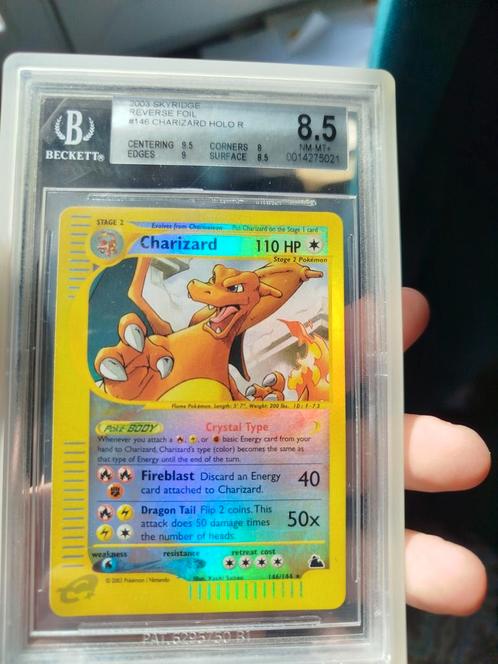 2003 SKYRIDGE
REVERSE FOIL
#146 CHARIZARD HOLO R
CENTERING 9.5 CORNERS 8
EDGES 9 SURFACE 8.5
8.5
NM-MT+
0014275021
B
BECKETT®
STAGE 2
Evolves from Charmeleon Put Charizard on the Stage 1 card
Charizard 110 HP
Stage 2 Pokémon
Flame Pokémon. Length: 5' 7", Weight: 200 lbs.
Poké-BODY Crystal Type
Whenever you attach a , , or basic Energy card from your
hand to Charizard, Charizard's type (color) becomes the same as
that type of Energy until the end of the turn.
Fireblast Discard an Energy 40
card attached to Charizard.
Dragon Tail Flip 2 coins. This 50x
attack does 50 damage times
the number of heads.
weakness resistance retreat cost
Illus.
146/144
© 2003 Pokémon / Nintendo
e